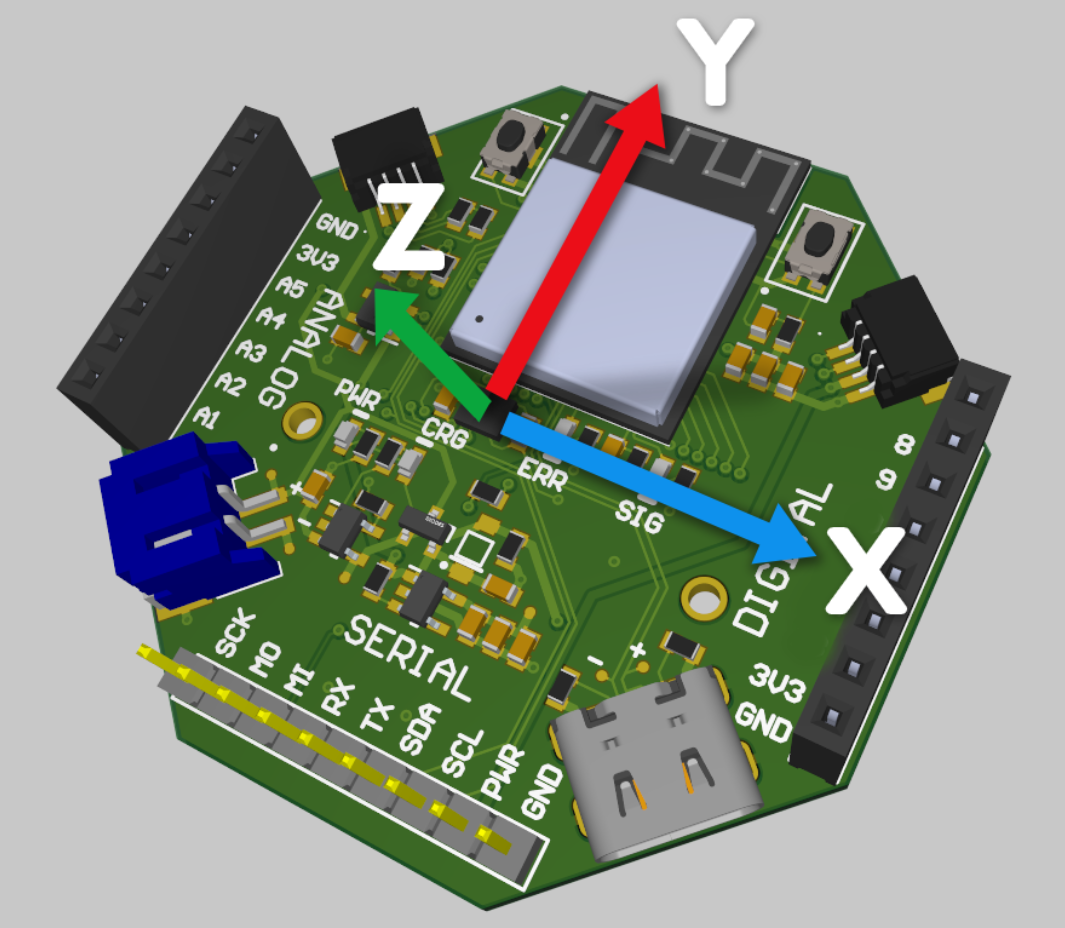 Y
Z
GND
3V3
A5
A4
A3
A2
A1
ANALOG
PWR
CRG
ERR
SIG
8
9
DIGITAL
X
+
-
SERIAL
SCK
MO
MI
RX
TX
SDA
SCL
PWR
GND
-
+
3V3
GND